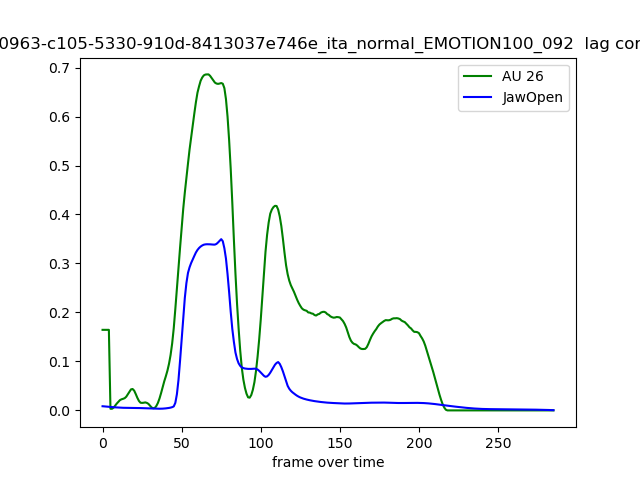 0963-c105-5330-910d-8413037e746e_ita_normal_EMOTION100_092 lag cor
AU 26
JawOpen
0.7
0.6
0.5
0.4
0.3
0.2
0.1
0.0
0 50 100 150 200 250
frame over time